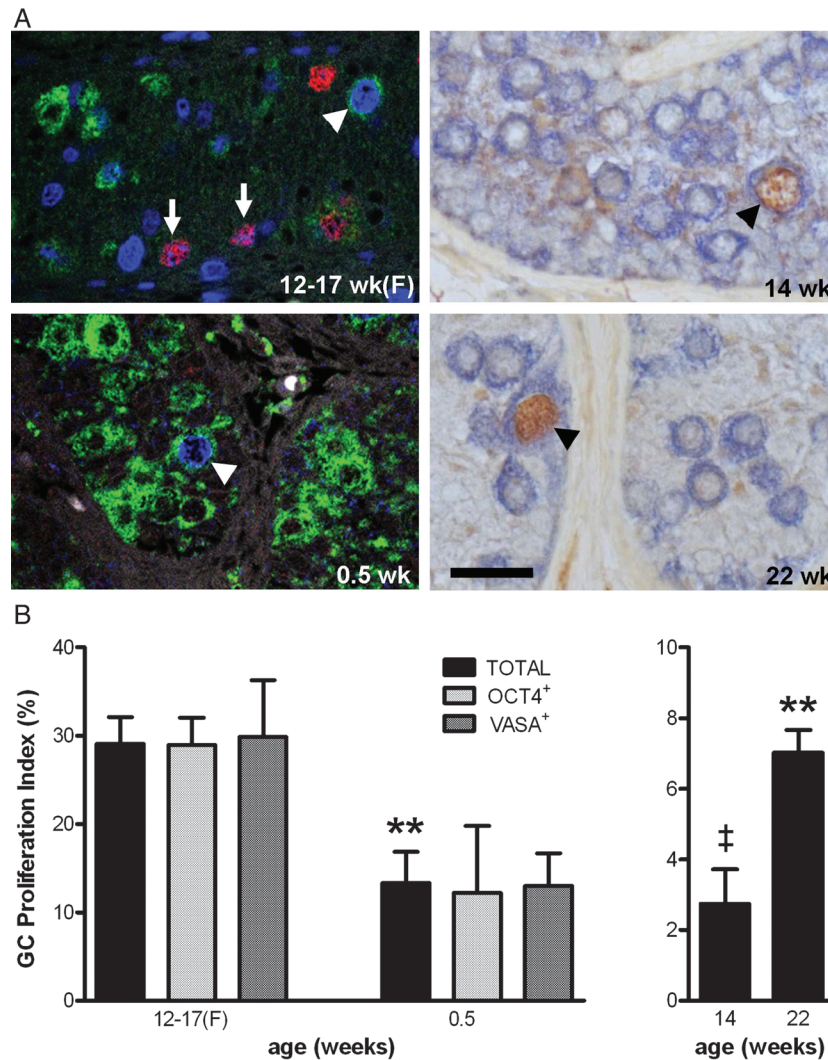 A
12-17 wk(F)
14 wk
0.5 wk
22 wk
B
GC Proliferation Index (%)
40
30
20
10
0
**
TOTAL
OCT4+
VASA+
12-17(F)
0.5
age (weeks)
10
8
6
4
2
0
‡
**
14
22
age (weeks)